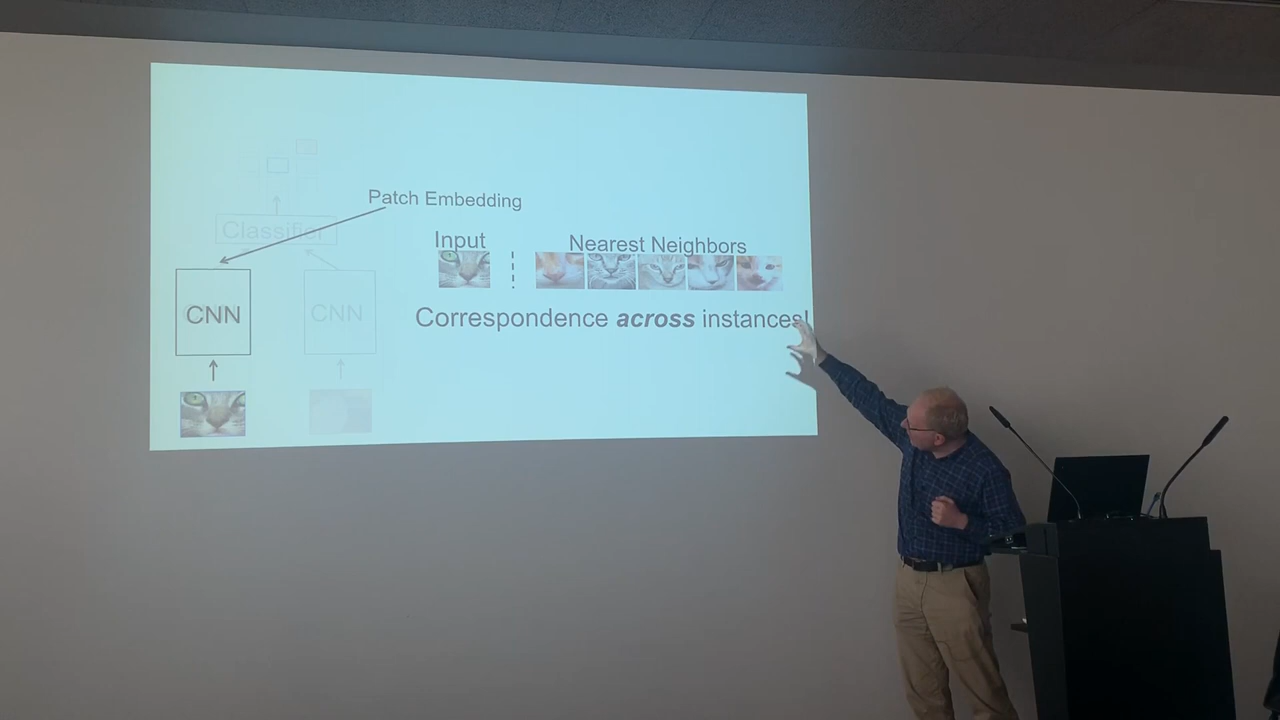 Patch Embedding
Classifier
Input
Nearest Neighbors
CNN
CNN
Correspondence across instances!